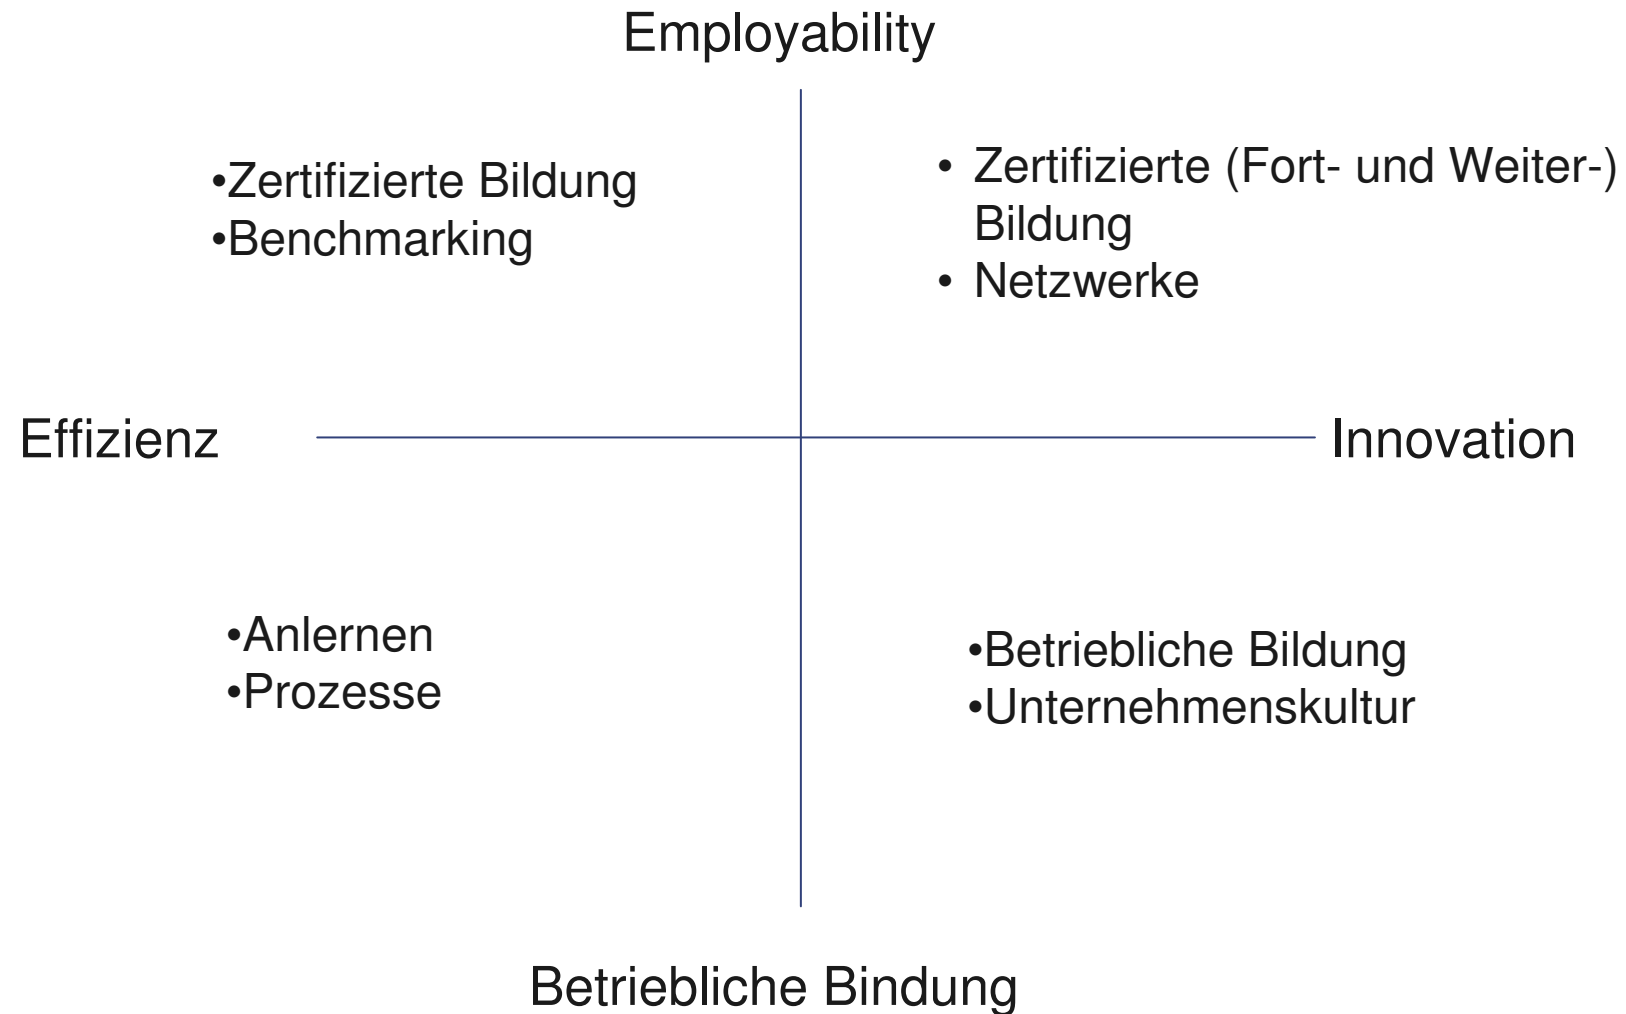 Employability
•Zertifizierte Bildung
•Benchmarking
• Zertifizierte (Fort- und Weiter-)
Bildung
• Netzwerke
Effizienz
Innovation
•Anlernen
•Prozesse
•Betriebliche Bildung
•Unternehmenskultur
Betriebliche Bindung